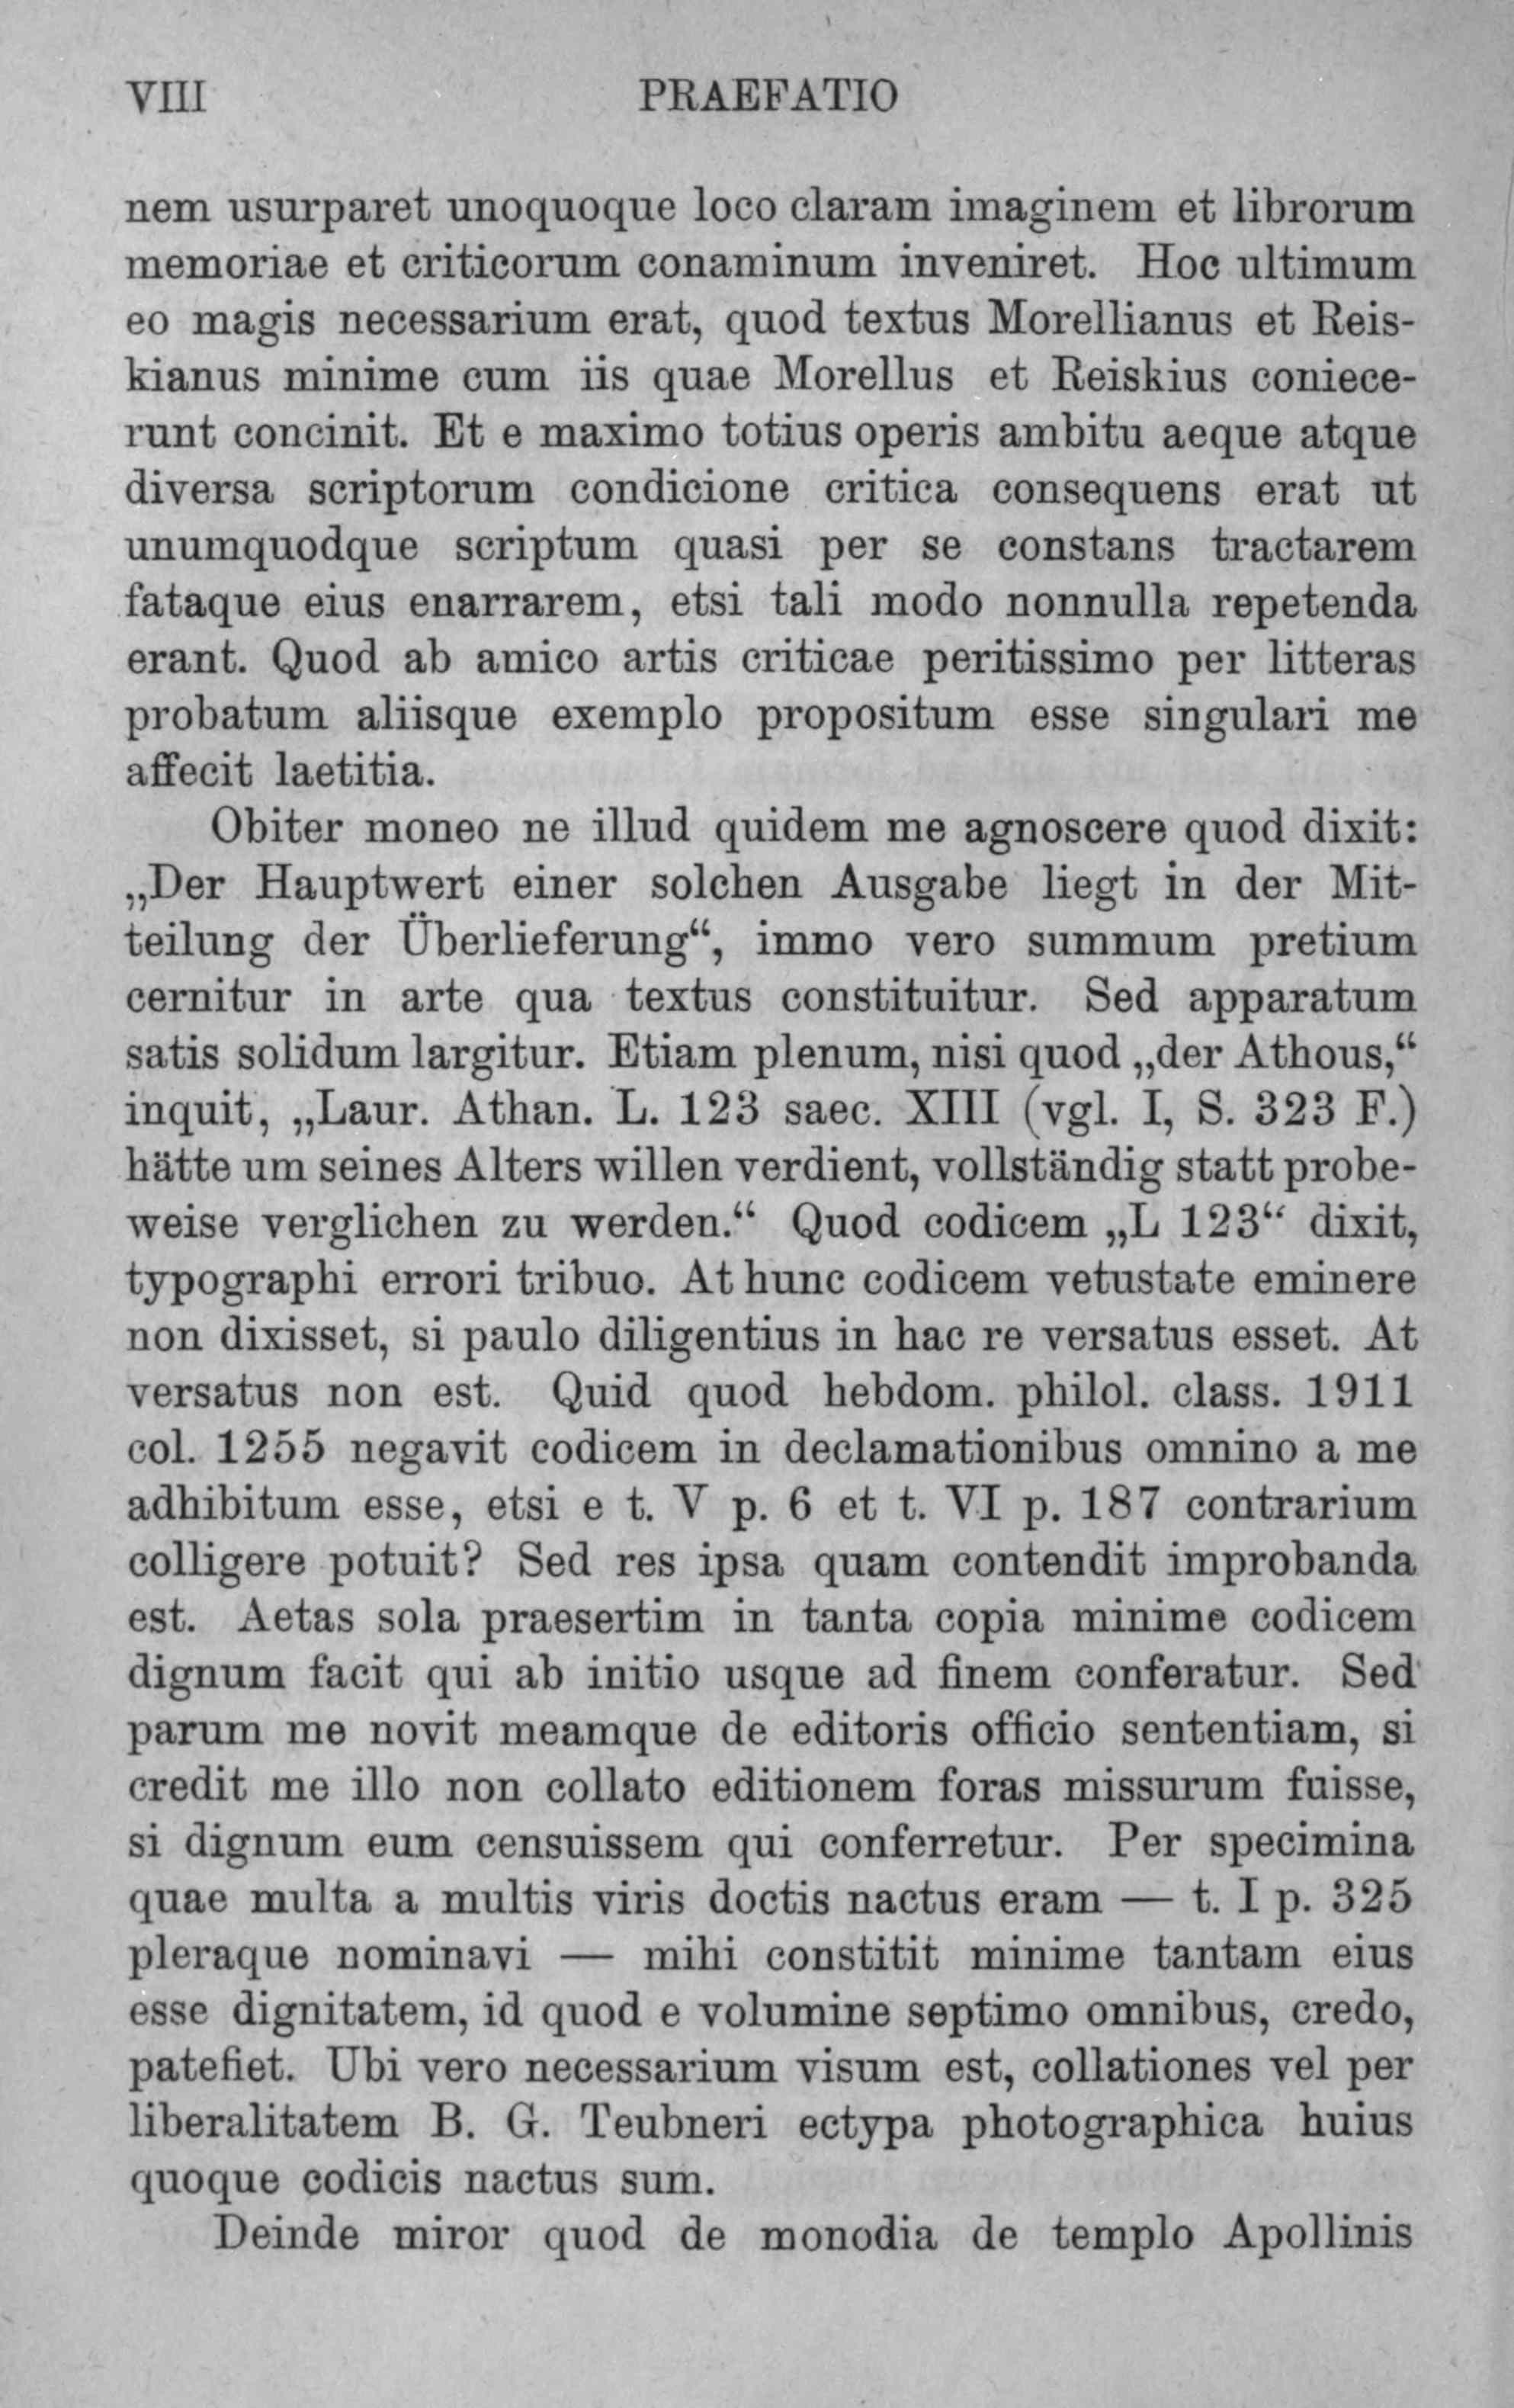 VIII PRAEFATIO
nem usurparet unoquoque loco claram imaginem et librorum
memoriae et criticorum conaminum inveniret. Hoc ultimum
eo magis necessarium erat, quod textus Morellianus et Reis-
kianus minime cum iis quae Morellus et Reiskius coniece-
runt concinit. Et e maximo totius operis ambitu aeque atque
diversa scriptorum condicione critica consequens erat ut
unumquodque scriptum quasi per se constans tractarem
fataque eius enarrarem, etsi tali modo nonnulla repetenda
erant. Quod ab amico artis criticae peritissimo per litteras
probatum aliisque exemplo propositum esse singulari me
affecit laetitia.
Obiter moneo ne illud quidem me agnoscere quod dixit:
„Der Hauptwert einer solchen Ausgabe liegt in der Mit-
teilung der Überlieferung“, immo vero summum pretium
cernitur in arte qua textus constituitur. Sed apparatum
satis solidum largitur. Etiam plenum, nisi quod „der Athous,“
inquit, „Laur. Athan. L. 123 saec. XIII (vgl. I, S. 323 F.)
hätte um seines Alters willen verdient, vollständig statt probe-
weise verglichen zu werden.“ Quod codicem „L 123“ dixit,
typographi errori tribuo. At hunc codicem vetustate eminere
non dixisset, si paulo diligentius in hac re versatus esset. At
versatus non est. Quid quod hebdom. philol. class. 1911
col. 1255 negavit codicem in declamationibus omnino a me
adhibitum esse, etsi e t. V p. 6 et t. VI p. 187 contrarium
colligere potuit? Sed res ipsa quam contendit improbanda
est. Aetas sola praesertim in tanta copia minime codicem
dignum facit qui ab initio usque ad finem conferatur. Sed
parum me novit meamque de editoris officio sententiam, si
credit me illo non collato editionem foras missurum fuisse,
si dignum eum censuissem qui conferretur. Per specimina
quae multa a multis viris doctis nactus eram — t. I p. 325
pleraque nominavi — mihi constitit minime tantam eius
esse dignitatem, id quod e volumine septimo omnibus, credo,
patefiet. Ubi vero necessarium visum est, collationes vel per
liberalitatem B. G. Teubneri ectypa photographica huius
quoque codicis nactus sum.
Deinde miror quod de monodia de templo Apollinis